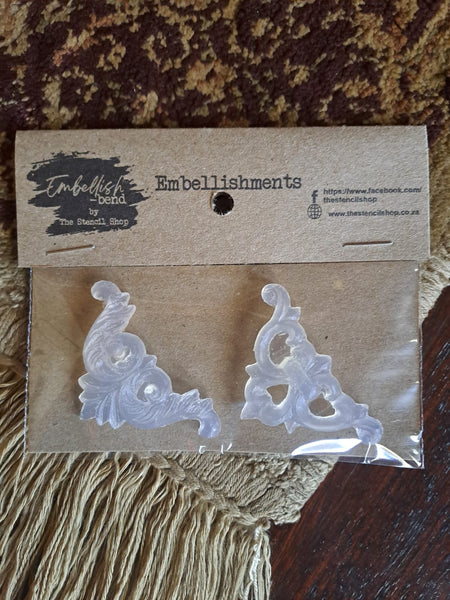 Embellish
-bend
by
The Stencil Shop
Embellishments
https://www.facebook.com/
thestencilshop
www.thestencilshop.co.za